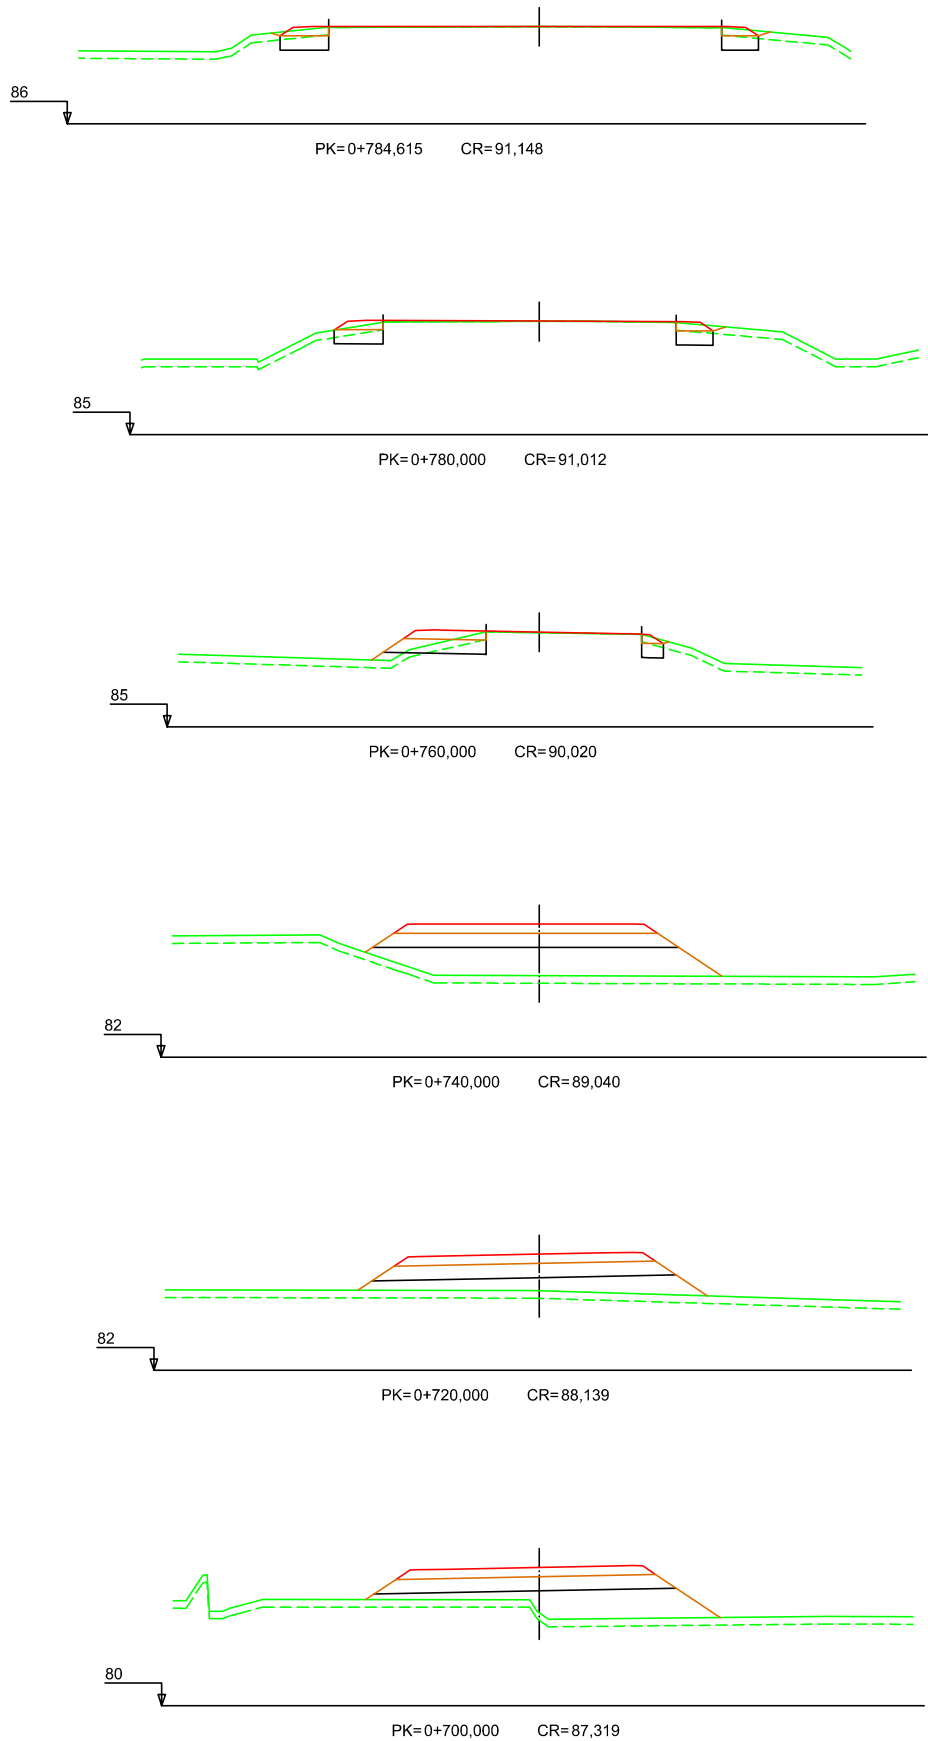 86
PK=0+784,615 CR=91,148
85
PK=0+780,000 CR=91,012
85
PK=0+760,000 CR=90,020
82
PK=0+740,000 CR=89,040
82
PK=0+720,000 CR=88,139
80
PK=0+700,000 CR=87,319